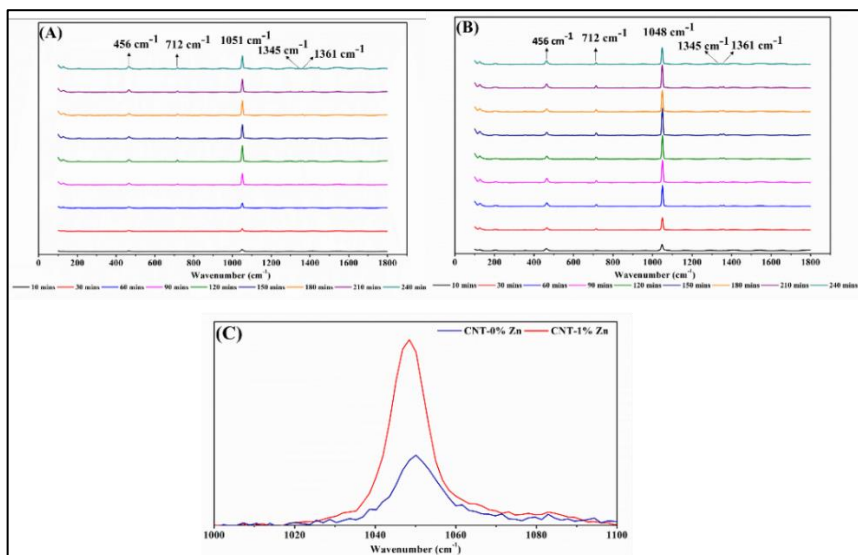 (A)
456 cm-1 712 cm-1 1051 cm-1 1345 cm-1 1361 cm-1
0 200 400 600 800 1000 1200 1400 1600 1800
Wavenumber (cm-1)
10 mins 30 mins 60 mins 90 mins 120 mins 150 mins 180 mins 210 mins 240 min
(B)
456 cm-1 712 cm-1 1048 cm-1 1345 cm-1 1361 cm-1
0 200 400 600 800 1000 1200 1400 1600 1800
Wavenumber (cm-1)
10 mins 30 mins 60 mins 90 mins 120 mins 150 mins 180 mins 210 mins 240 min
(C)
CNT-0% Zn CNT-1% Zn
1000 1020 1040 1060 1080 1100
Wavenumber (cm-1)